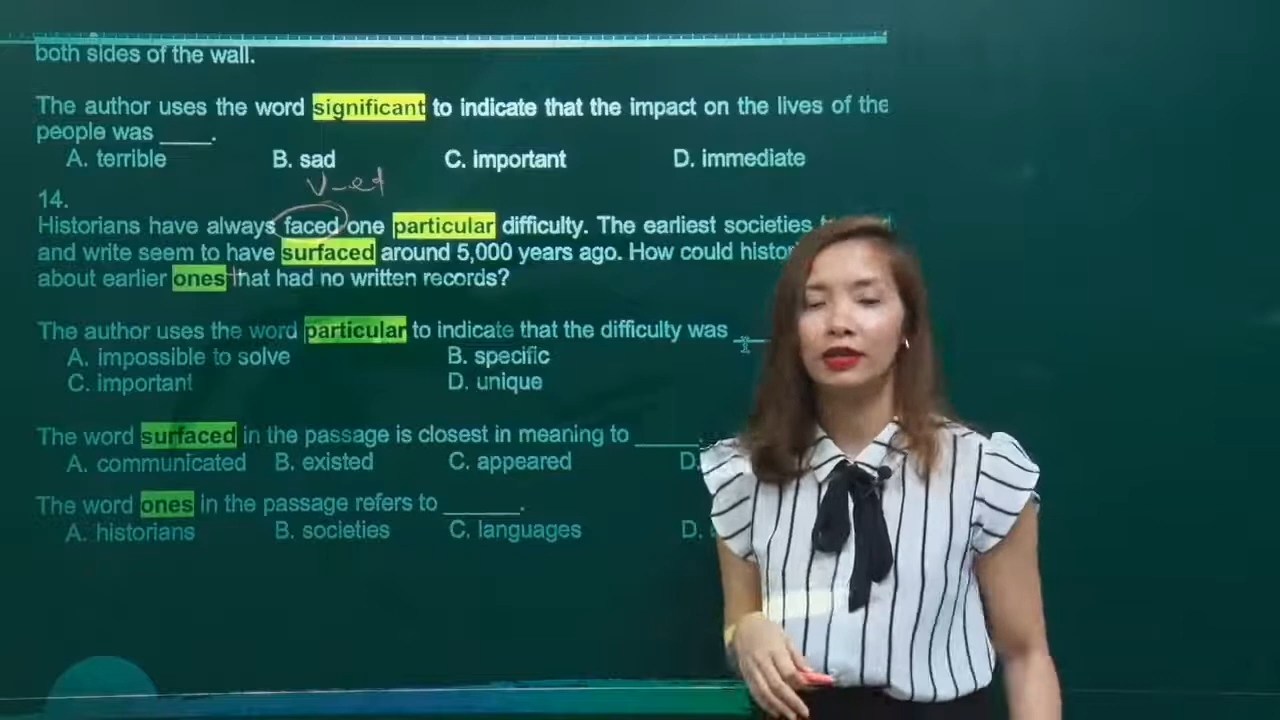 both sides of the wall.
The author uses the word significant to indicate that the impact on the lives of the
people was ____.
A. terrible B. sad C. important D. immediate
V-ed
14.
Historians have always faced one particular difficulty. The earliest societies
and write seem to have surfaced around 5,000 years ago. How could
about earlier ones that had no written records?
The author uses the word particular to indicate that the difficulty was
A. impossible to solve B. specific
C. important D. unique
The word surfaced in the passage is closest in meaning to ______
A. communicated B. existed C. appeared D.
The word ones in the passage refers to ______.
A. historians B. societies C. languages D.